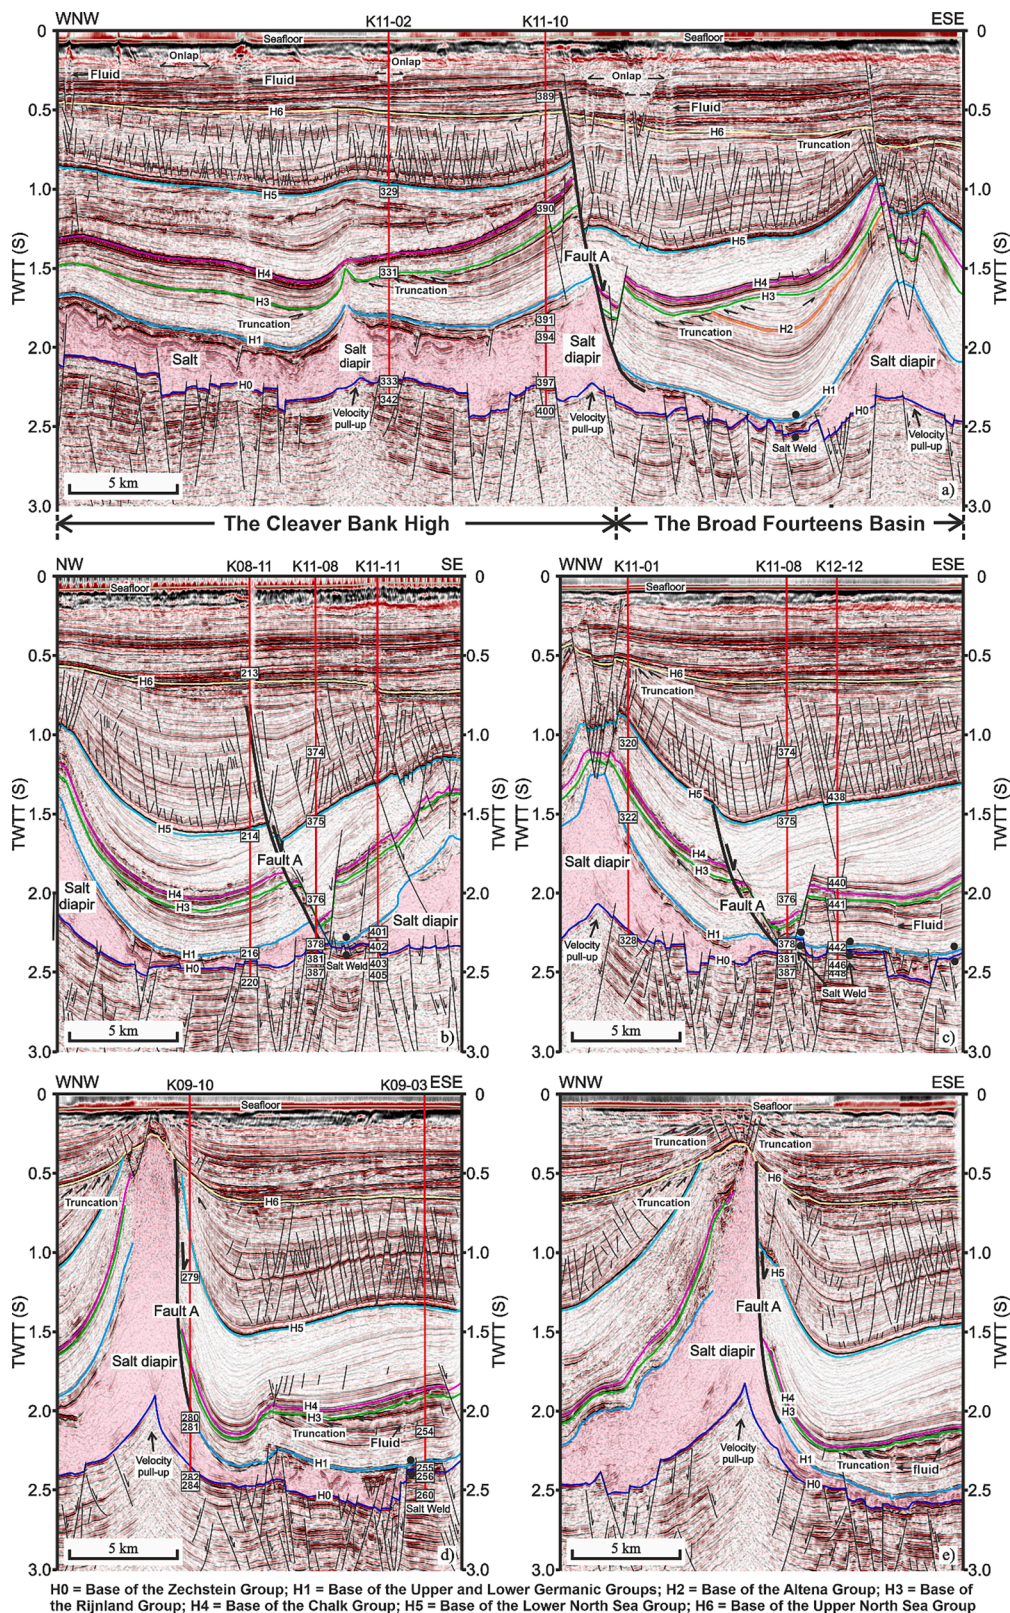 WNW K11-02 K11-10 ESE
0 Seafloor Seafloor 0
Onlap Onlap Onlap
Fluid Fluid Fluid
389
0.5 H6 H6 0.5
Truncation
1.0 H5 329 390 H5 1.0
TWTT (S) TWTT (S)
Fault A
1.5 H4 331 H4 1.5
H3 Truncation H3
Truncation 391 Truncation H2
H1 394
2.0 Salt Salt diapir Salt diapir Salt diapir 2.0
H0 333 397 H1
342 400 H0
Velocity pull-up Velocity pull-up Velocity pull-up
2.5 Salt Weld 2.5
5 km a)
3.0 3.0
The Cleaver Bank High The Broad Fourteens Basin
NW K08-11 K11-08 K11-11 SE
0 Seafloor 0
0.5 H6 213 0.5
374
1.0 1.0
TWTT (S) TWTT (S)
1.5 H5 214 375 1.5
Fault A
H4
2.0 H3 376 2.0
Salt diapir Salt diapir
401
H1 216 378 402
H0 381 Salt Weld 403
2.5 220 387 405 2.5
5 km b)
3.0 3.0
WNW K11-01 K11-08 K12-12 ESE
0 Seafloor 0
0.5 H6 0.5
Truncation
1.0 320 374 1.0
TWTT (S) TWTT (S)
H5 438
1.5 322 375 1.5
H4
Salt diapir H3 440
2.0 Fault A 376 441 2.0
Fluid
328 H1 378 442
Velocity pull-up H0 381 446
2.5 387 448 2.5
Salt Weld
5 km c)
3.0 3.0
WNW K09-10 K09-03 ESE
0 Seafloor 0
0.5 0.5
Truncation H6
1.0 279 1.0
TWTT (S) TWTT (S)
Fault A
1.5 H5 1.5
Salt diapir
H4
2.0 280 H3 2.0
281 Truncation 254
Fluid
Velocity pull-up H1 255
282 256
2.5 284 H0 260 2.5
Salt Weld
5 km d)
3.0 3.0
WNW ESE
0 Seafloor 0
Truncation Truncation
0.5 H6 0.5
Truncation
1.0 H5 1.0
TWTT (S) TWTT (S)
Fault A
1.5 1.5
Salt diapir
H4
2.0 H3 2.0
Velocity pull-up H1 Truncation fluid
H0
2.5 2.5
5 km e)
3.0 3.0
H0 = Base of the Zechstein Group; H1 = Base of the Upper and Lower Germanic Groups; H2 = Base of the Altena Group; H3 = Base of
the Rijnland Group; H4 = Base of the Chalk Group; H5 = Base of the Lower North Sea Group; H6 = Base of the Upper North Sea Group